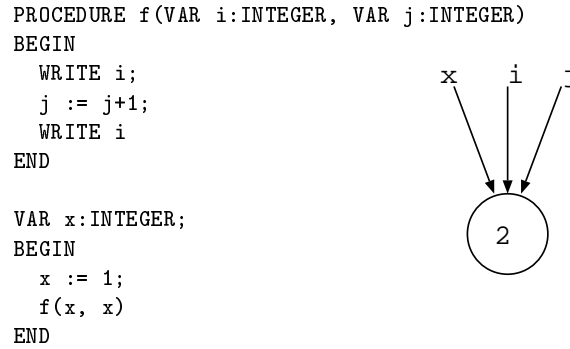 PROCEDURE f(VAR i:INTEGER, VAR j:INTEGER)
BEGIN
WRITE i;
j := j+1;
WRITE i
END
VAR x:INTEGER;
BEGIN
x := 1;
f(x, x)
END
x i
2